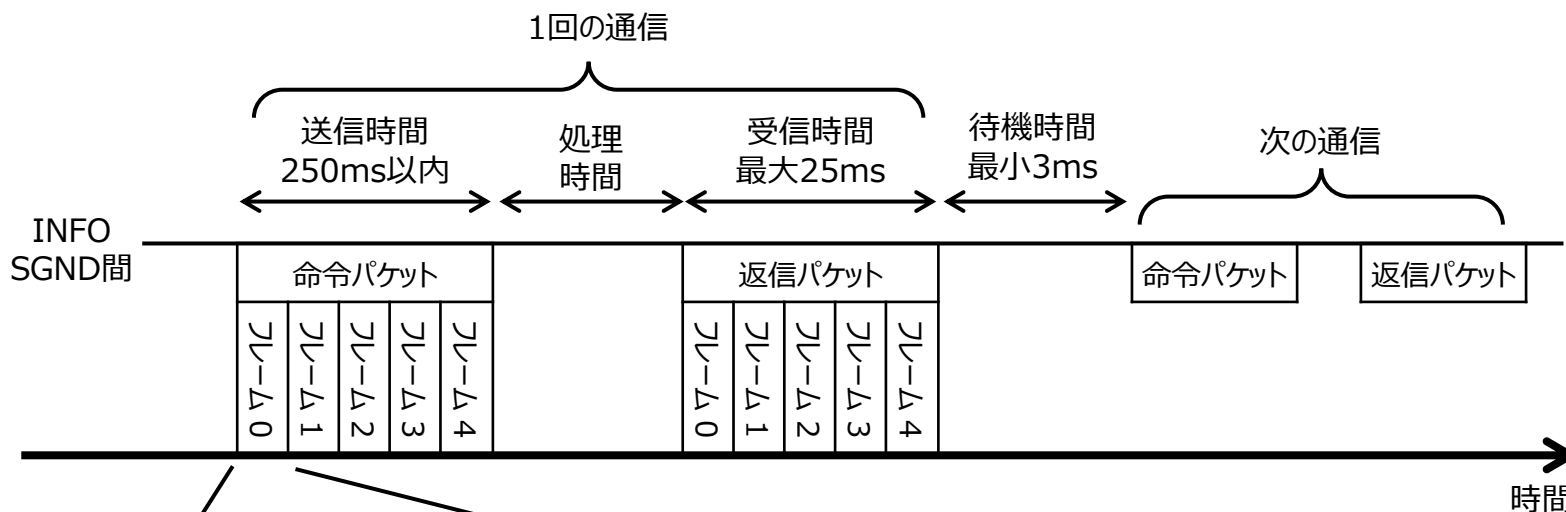 1回の通信
送信時間
250ms以内
処理
時間
受信時間
最大25ms
待機時間
最小3ms
次の通信
INFO
SGND間
命令パケット
返信パケット
命令パケット
返信パケット
フレーム0
フレーム1
フレーム2
フレーム3
フレーム4
フレーム0
フレーム1
フレーム2
フレーム3
フレーム4
時間